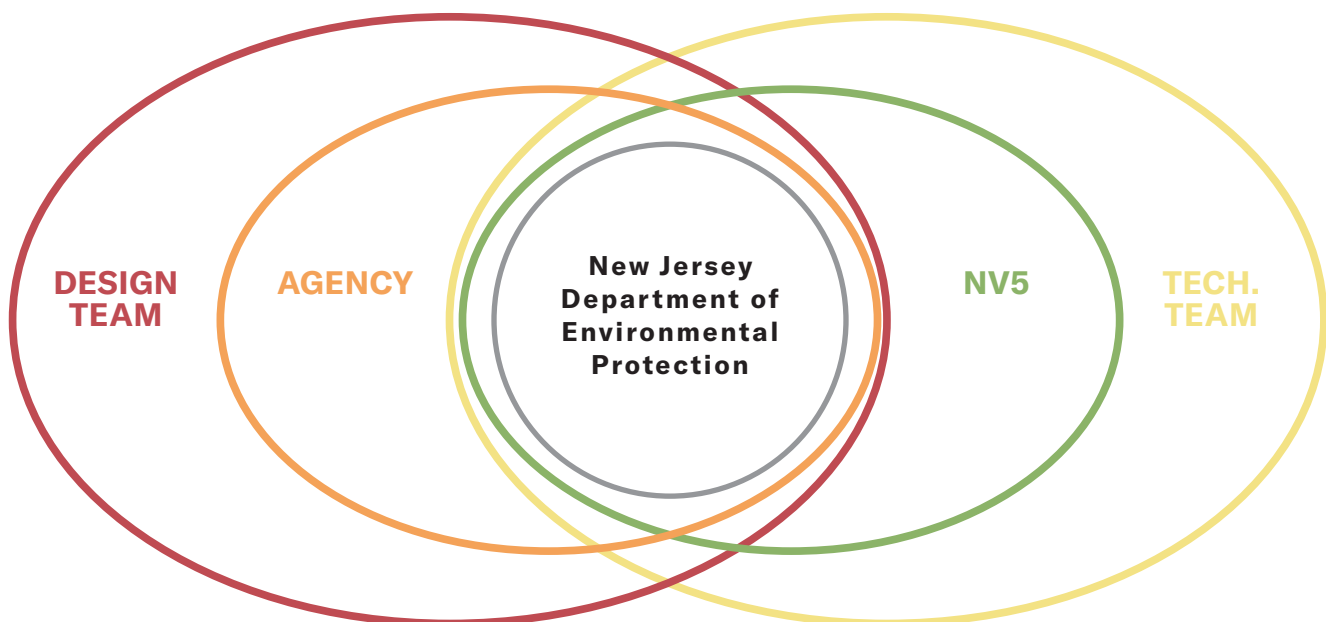 DESIGN
TEAM
AGENCY
New Jersey
Department of
Environmental
Protection
NV5
TECH.
TEAM